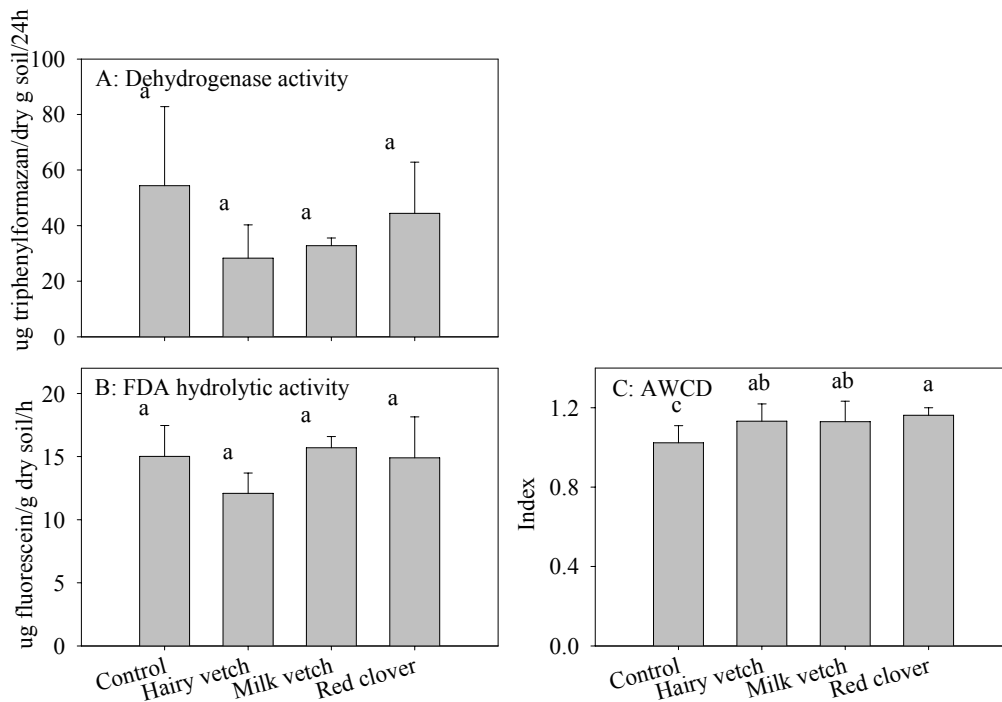 ug triphenylformazan/dry g soil/24h
100
80
60
40
20
0
A: Dehydrogenase activity
a
a
a
a
ug fluorescein/g dry soil/h
20
15
10
5
0
B: FDA hydrolytic activity
a
a
a
a
Control
Hairy vetch
Milk vetch
Red clover
Index
1.2
0.8
0.4
0.0
C: AWCD
c
ab
ab
a
Control
Hairy vetch
Milk vetch
Red clover